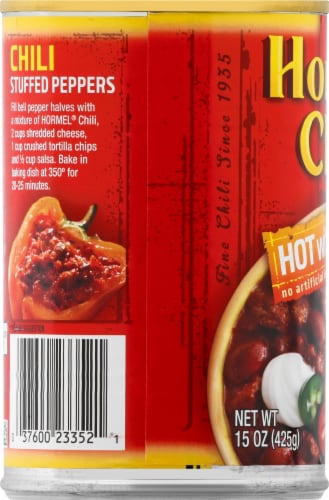 CHILI
STUFFED PEPPERS
Fill bell pepper halves with
a mixture of HORMEL® Chili,
2 cups shredded cheese,
1 cup crushed tortilla chips
and ½ cup salsa. Bake in
baking dish at 350° for
20-25 minutes.
37600 23352 1
Fine Chili Since 1935
Ho
C
HOT
no artificial
NET WT
15 OZ (425g)